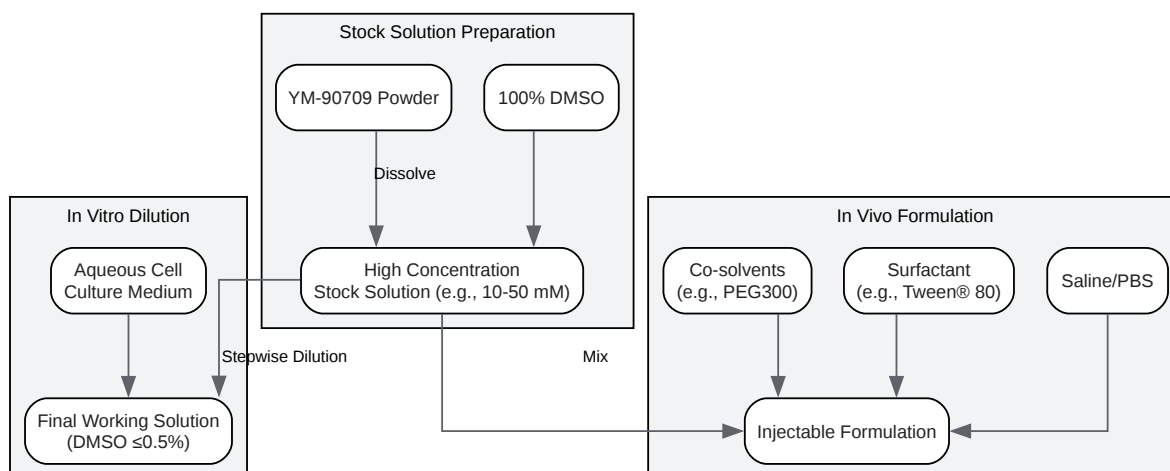 Stock Solution Preparation
YM-90709 Powder
100% DMSO
Dissolve
In Vitro Dilution
In Vivo Formulation
Aqueous Cell
Culture Medium
High Concentration
Stock Solution (e.g., 10-50 mM)
Co-solvents
(e.g., PEG300)
Surfactant
(e.g., Tween® 80)
Saline/PBS
Stepwise Dilution
Mix
Final Working Solution
(DMSO ≤0.5%)
Injectable Formulation